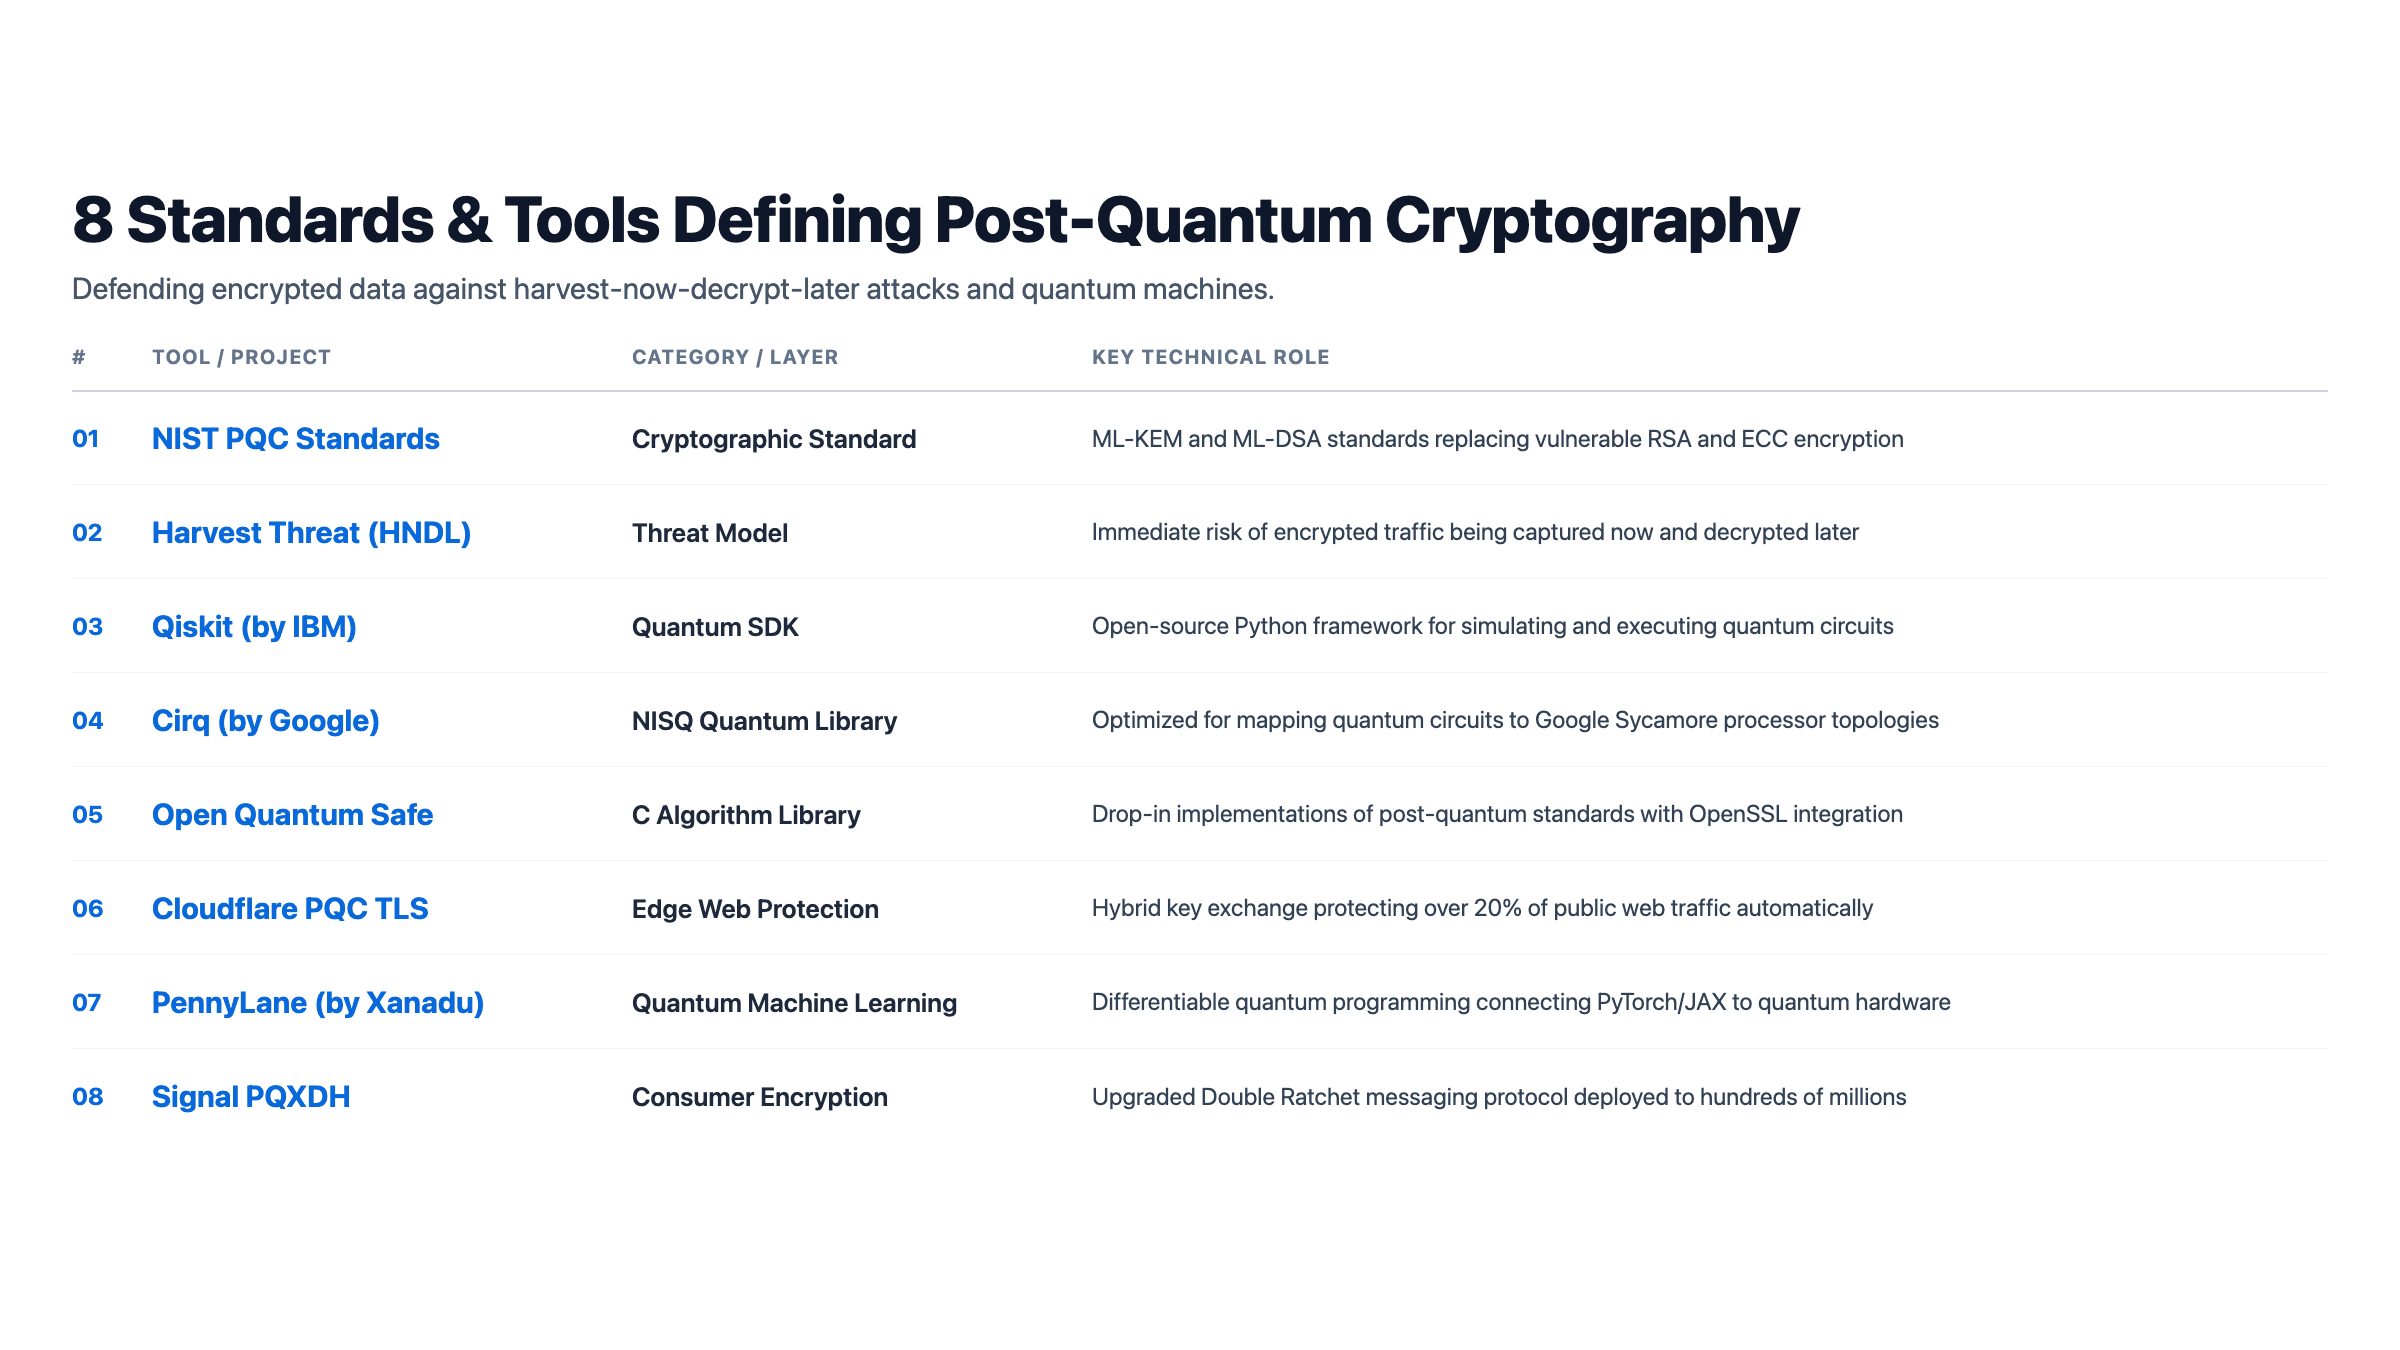 8 Standards & Tools Defining Post-Quantum Cryptography
Defending encrypted data against harvest-now-decrypt-later attacks and quantum machines.
# TOOL / PROJECT CATEGORY / LAYER KEY TECHNICAL ROLE
01 NIST PQC Standards Cryptographic Standard ML-KEM and ML-DSA standards replacing vulnerable RSA and ECC encryption
02 Harvest Threat (HNDL) Threat Model Immediate risk of encrypted traffic being captured now and decrypted later
03 Qiskit (by IBM) Quantum SDK Open-source Python framework for simulating and executing quantum circuits
04 Cirq (by Google) NISQ Quantum Library Optimized for mapping quantum circuits to Google Sycamore processor topologies
05 Open Quantum Safe C Algorithm Library Drop-in implementations of post-quantum standards with OpenSSL integration
06 Cloudflare PQC TLS Edge Web Protection Hybrid key exchange protecting over 20% of public web traffic automatically
07 PennyLane (by Xanadu) Quantum Machine Learning Differentiable quantum programming connecting PyTorch/JAX to quantum hardware
08 Signal PQXDH Consumer Encryption Upgraded Double Ratchet messaging protocol deployed to hundreds of millions